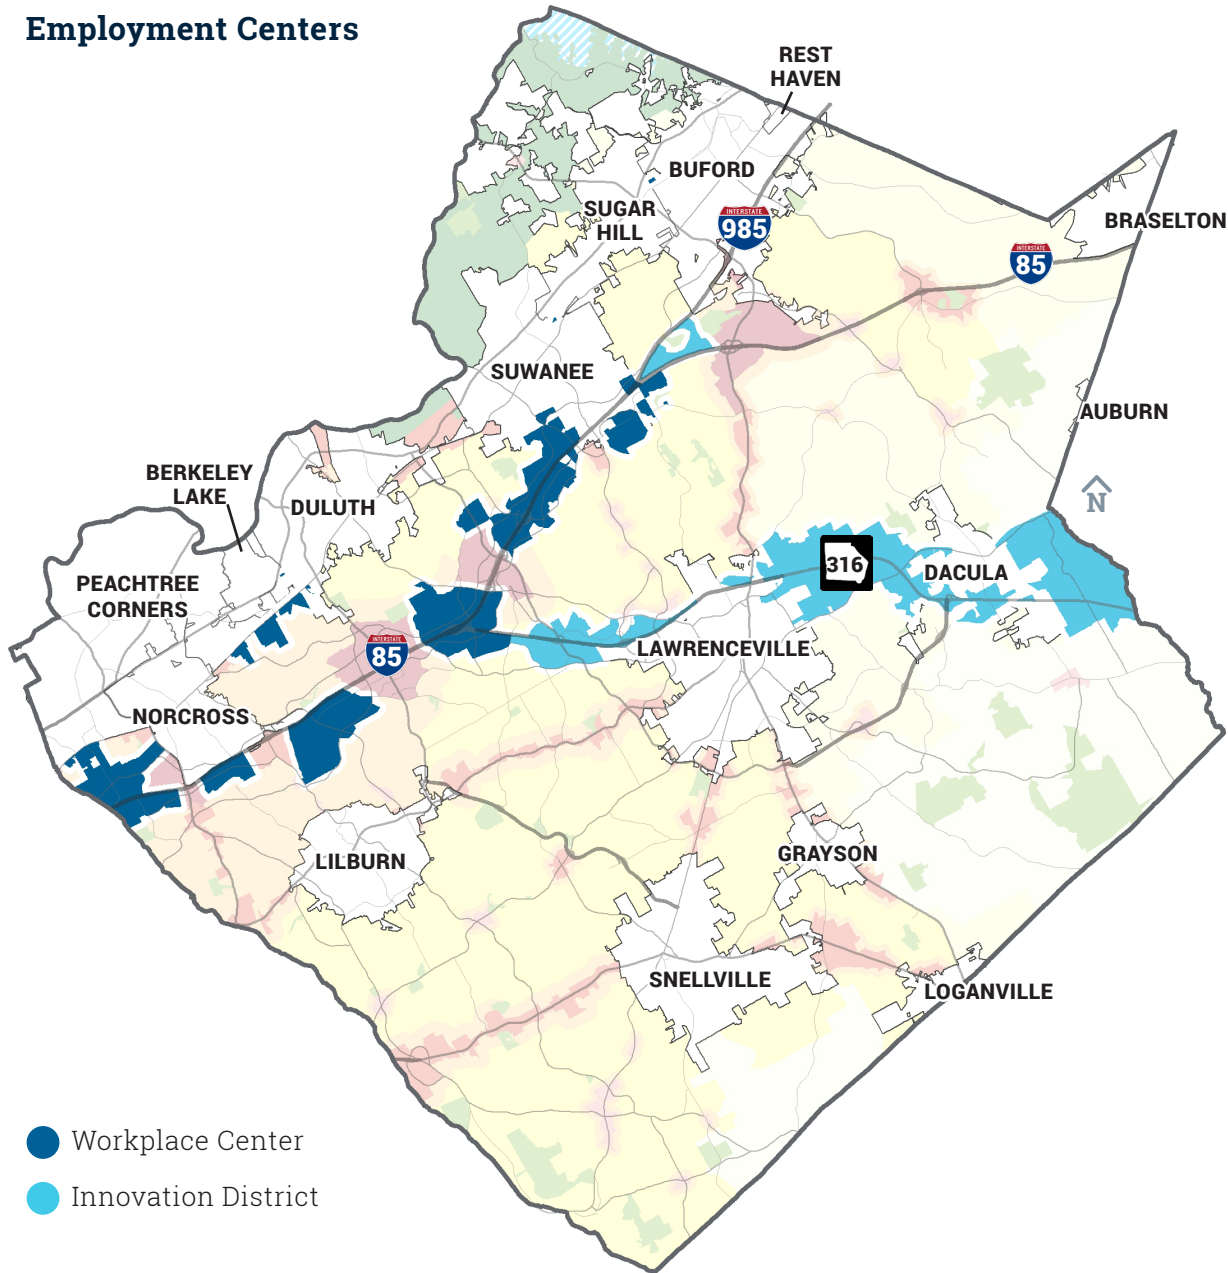 Employment Centers
REST
HAVEN
BUFORD
SUGAR
HILL
INTERSTATE
985
BRASELTON
INTERSTATE
85
SUWANEE
AUBURN
BERKELEY
LAKE
DULUTH
N
PEACHTREE
CORNERS
316
DACULA
INTERSTATE
85
LAWRENCEVILLE
NORCROSS
LILBURN
GRAYSON
SNELLVILLE
LOGANVILLE
Workplace Center
Innovation District